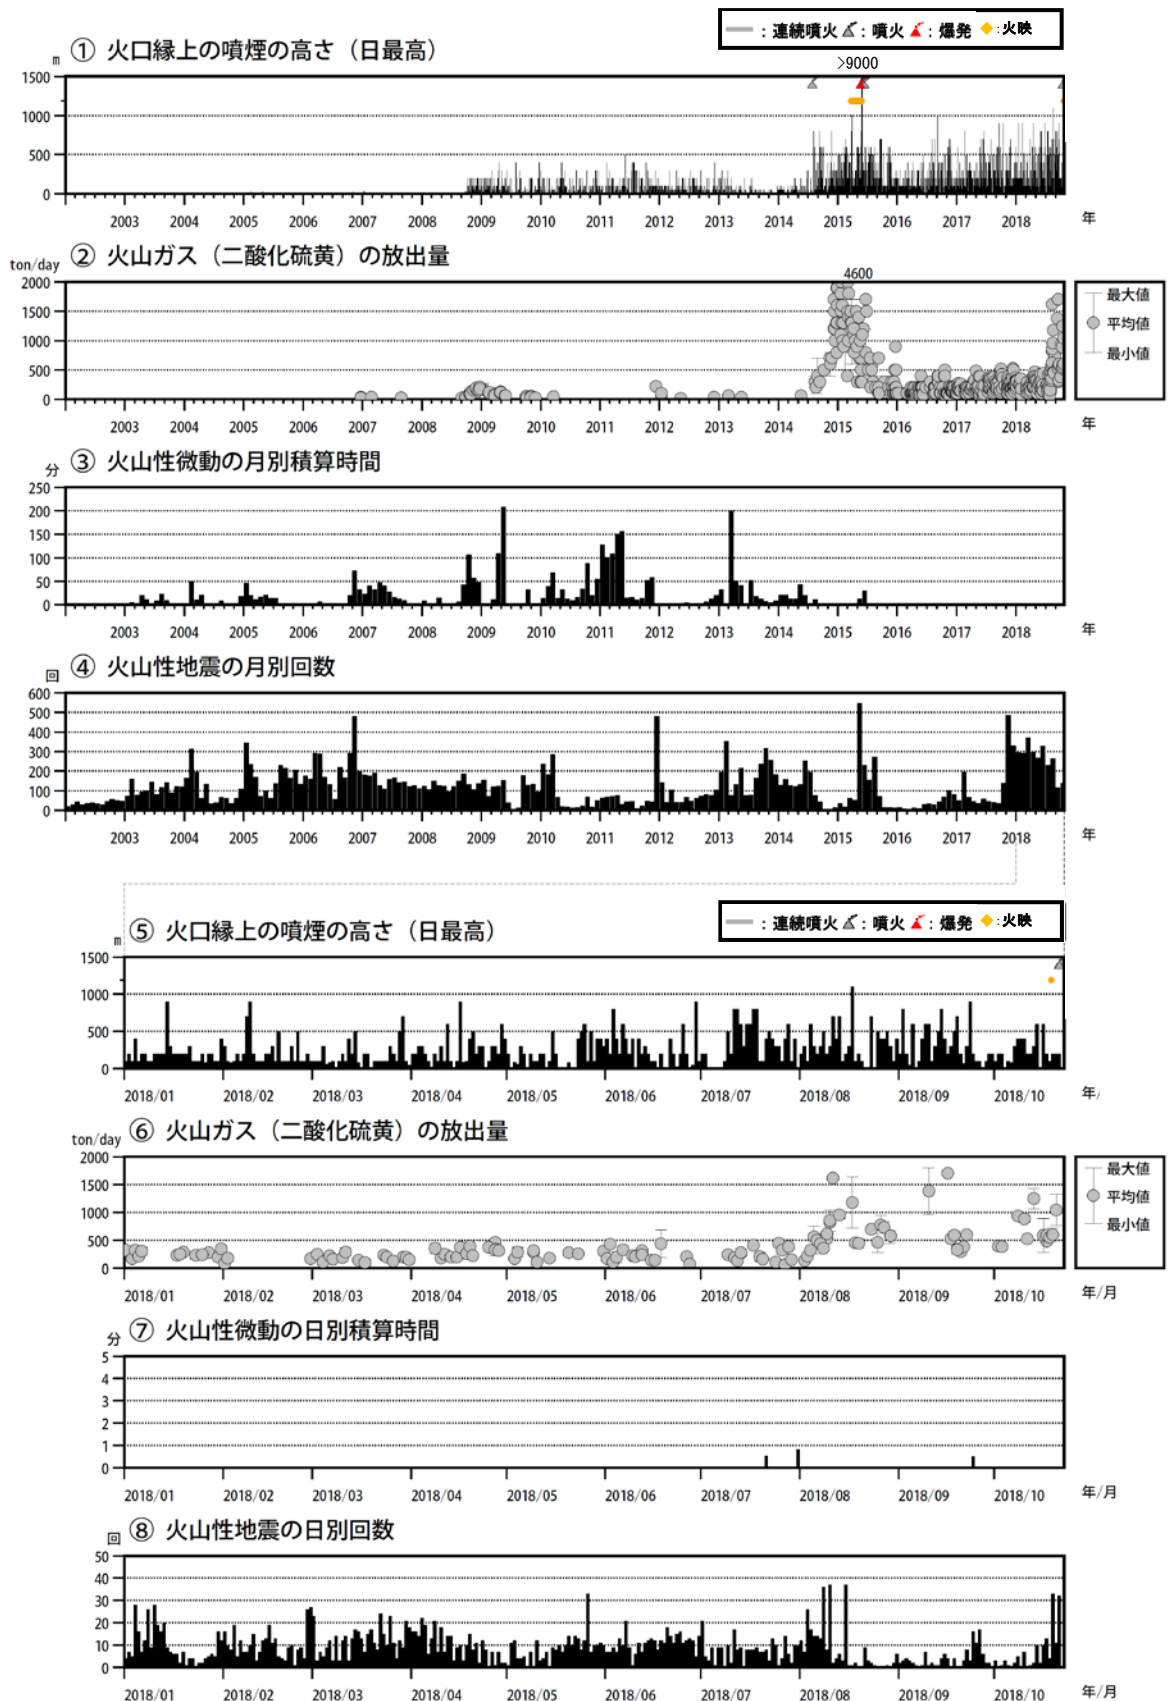 ━:連続噴火 :噴火 :爆発 ◆:火映
① 火口縁上の噴煙の高さ（日最高）
m
>9000
1500
1000
500
0
2003 2004 2005 2006 2007 2008 2009 2010 2011 2012 2013 2014 2015 2016 2017 2018 年
② 火山ガス（二酸化硫黄）の放出量
ton/day
4600
2000
1500
1000
500
0
最大値
平均値
最小値
2003 2004 2005 2006 2007 2008 2009 2010 2011 2012 2013 2014 2015 2016 2017 2018 年
③ 火山性微動の月別積算時間
分
250
200
150
100
50
0
2003 2004 2005 2006 2007 2008 2009 2010 2011 2012 2013 2014 2015 2016 2017 2018 年
④ 火山性地震の月別回数
回
600
500
400
300
200
100
0
2003 2004 2005 2006 2007 2008 2009 2010 2011 2012 2013 2014 2015 2016 2017 2018 年
━:連続噴火 :噴火 :爆発 ◆:火映
⑤ 火口縁上の噴煙の高さ（日最高）
m
1500
1000
500
0
2018/01 2018/02 2018/03 2018/04 2018/05 2018/06 2018/07 2018/08 2018/09 2018/10 年/
⑥ 火山ガス（二酸化硫黄）の放出量
ton/day
2000
1500
1000
500
0
最大値
平均値
最小値
2018/01 2018/02 2018/03 2018/04 2018/05 2018/06 2018/07 2018/08 2018/09 2018/10 年/月
⑦ 火山性微動の日別積算時間
分
5
4
3
2
1
0
2018/01 2018/02 2018/03 2018/04 2018/05 2018/06 2018/07 2018/08 2018/09 2018/10 年/月
⑧ 火山性地震の日別回数
回
50
40
30
20
10
0
2018/01 2018/02 2018/03 2018/04 2018/05 2018/06 2018/07 2018/08 2018/09 2018/10 年/月